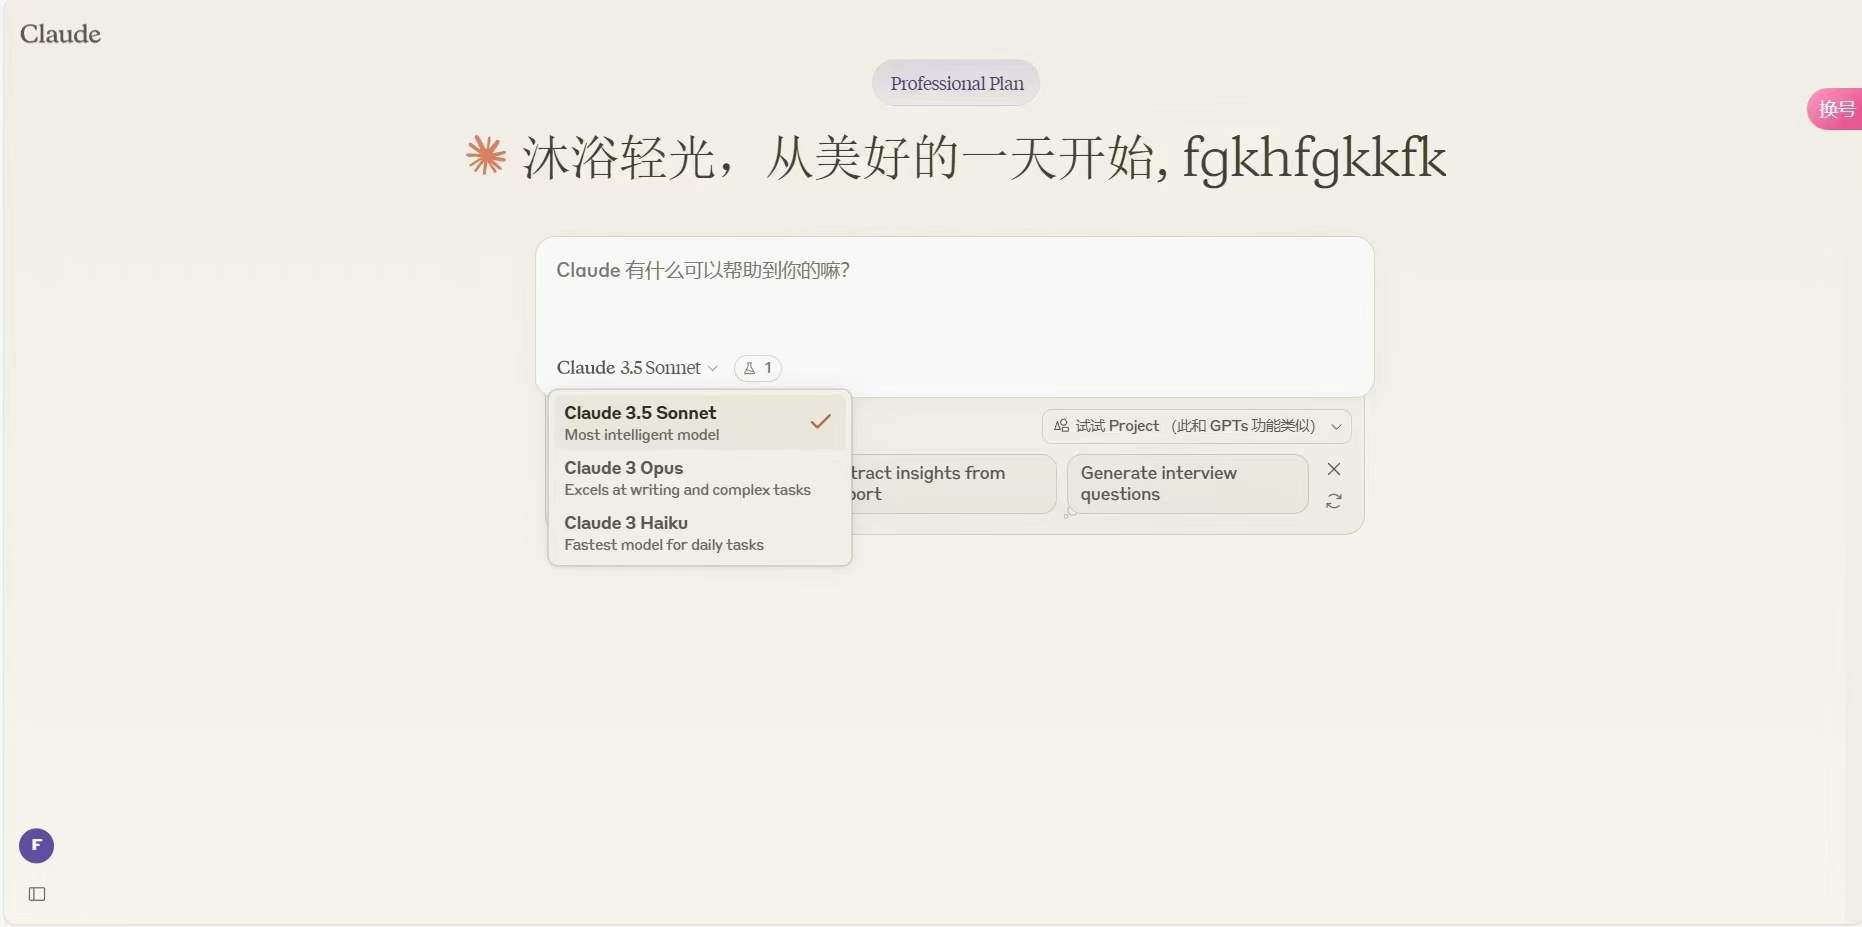 Claude
Professional Plan
换号
沐浴轻光，从美好的一天开始, fgkhfgkkfk
Claude 有什么可以帮助到你的嘛?
Claude 3.5 Sonnet
1
Claude 3.5 Sonnet
Most intelligent model
Claude 3 Opus
Excels at writing and complex tasks
Claude 3 Haiku
Fastest model for daily tasks
试试 Project （此和 GPTs 功能类似）
insights from
Generate interview
questions
F